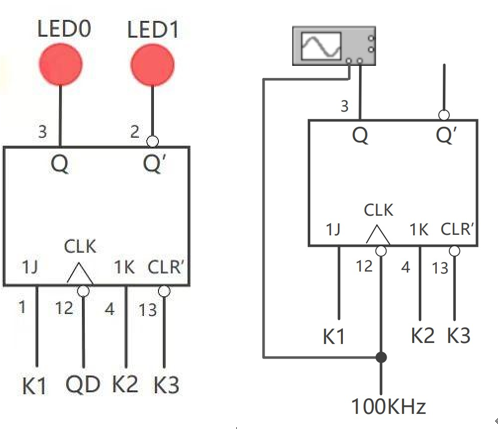 LED0 LED1
3 2
Q Q′
CLK
1J 1K CLR′
1 12 4 13
K1 QD K2 K3
3
Q Q′
CLK
1J 1K CLR′
12 4 13
K1 K2 K3
100KHz